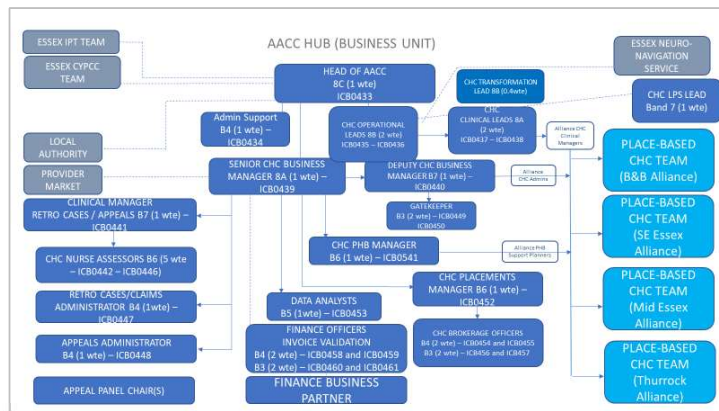 AACC HUB (BUSINESS UNIT)
ESSEX IPT TEAM
ESSEX CYPCC
TEAM
LOCAL
AUTHORITY
PROVIDER
MARKET
HEAD OF AACC
8C (1 wte)
ICB0433
CHC TRANSFORMATION
LEAD 8B (0.4wte)
ESSEX NEURO-
NAVIGATION
SERVICE
CHC LPS LEAD
Band 7 (1 wte)
Admin Support
B4 (1 wte) –
ICB0434
CHC OPERATIONAL
LEADS 8B (2 wte)
ICB0435 – ICB0436
CHC
CLINICAL LEADS 8A
(2 wte)
ICB0437 – ICB0438
Alliance CHC
Clinical
Managers
SENIOR CHC BUSINESS
MANAGER 8A (1 wte) –
ICB0439
DEPUTY CHC BUSINESS
MANAGER B7 (1 wte) –
ICB0440
Alliance
CHC Admins
GATEKEEPER
B3 (2 wte) – ICB0449
ICB0450
CLINICAL MANAGER
RETRO CASES / APPEALS B7 (1 wte) –
ICB0441
CHC NURSE ASSESSORS B6 (5 wte
– ICB0442 – ICB0446)
RETRO CASES/CLAIMS
ADMINISTRATOR B4 (1wte) –
ICB0447
APPEALS ADMINISTRATOR
B4 (1 wte) – ICB0448
APPEAL PANEL CHAIR(S)
CHC PHB MANAGER
B6 (1 wte) – ICB0541
Alliance PHB
Support Planners
CHC PLACEMENTS
MANAGER B6 (1 wte) –
ICB0452
DATA ANALYSTS
B5 (1wte) – ICB0453
FINANCE OFFICERS
INVOICE VALIDATION
B4 (2 wte) – ICB0458 and ICB0459
B3 (2 wte) – ICB0460 and ICB0461
FINANCE BUSINESS
PARTNER
CHC BROKERAGE OFFICERS
B4 (2 wte) – ICB0454 and ICB0455
B3 (2 wte) – ICB456 and ICB457
PLACE-BASED
CHC TEAM
(B&B Alliance)
PLACE-BASED
CHC TEAM
(SE Essex
Alliance)
PLACE-BASED
CHC TEAM
(Mid Essex
Alliance)
PLACE-BASED
CHC TEAM
(Thurrock Alliance)